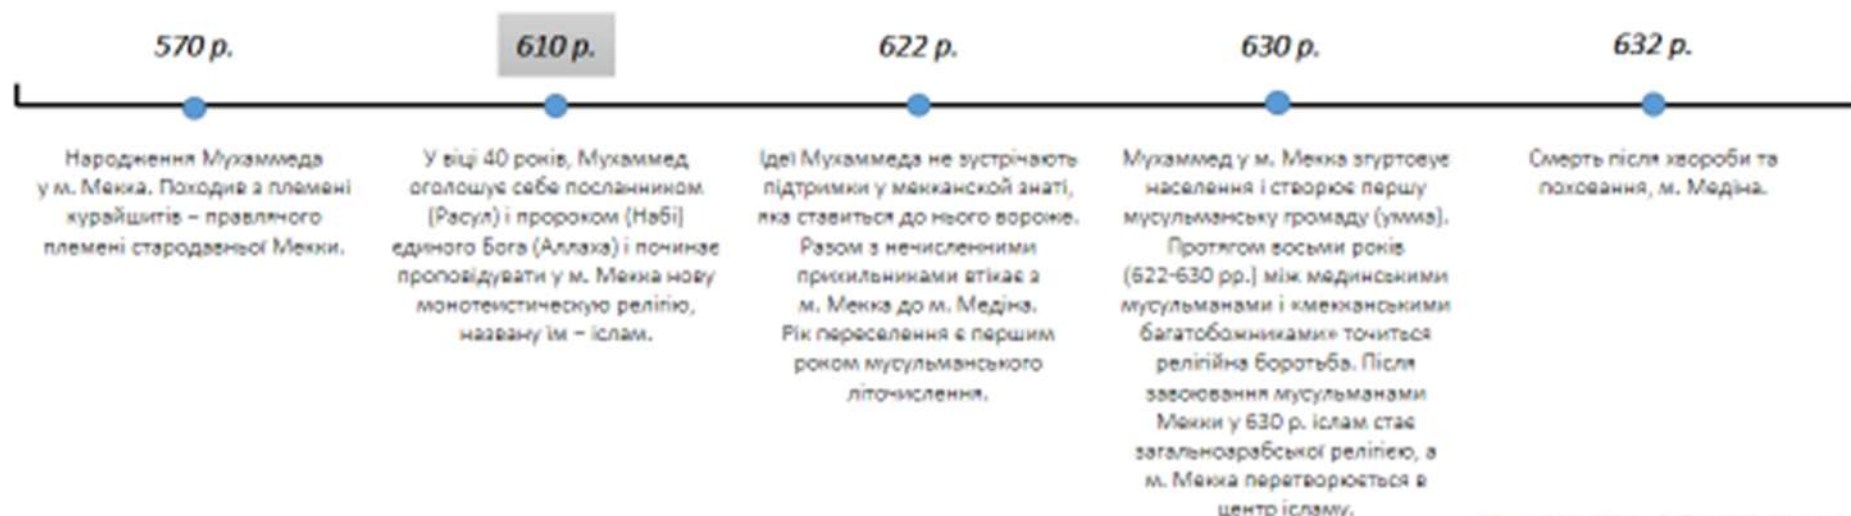 570 р.
610 р.
622 р.
630 р.
632 р.
Народження Мухаммеда
у м. Мекка. Походив з племені
курайшитів – правлячого
племені стародавньої Мекки.
У віці 40 років, Мухаммед
оголошує себе посланником
(Расул) і пророком (Набі)
єдиного Бога (Аллаха) і починає
проповідувати у м. Мекка нову
монотеистическую релігію,
названу їм – іслам.
Ідеї Мухаммеда не зустрічають
підтримки у мекканской знаті,
яка ставиться до нього вороже.
Разом з нечисленними
прихильниками втікає з
м. Мекка до м. Медіна.
Рік переселення є першим
роком мусульманського
літочислення.
Мухаммед у м. Мекка згуртовує
населення і створює першу
мусульманську громаду (умма).
Протягом восьми років
(622-630 рр.) між мединськими
мусульманами і «мекканськими
багатобожниками» точиться
релігійна боротьба. Після
завоювання мусульманами
Мекки у 630 р. іслам стає
загальноарабської релігією, а
м. Мекка перетворюється в
центр ісламу.
Смерть після хвороби та
поховання, м. Медіна.